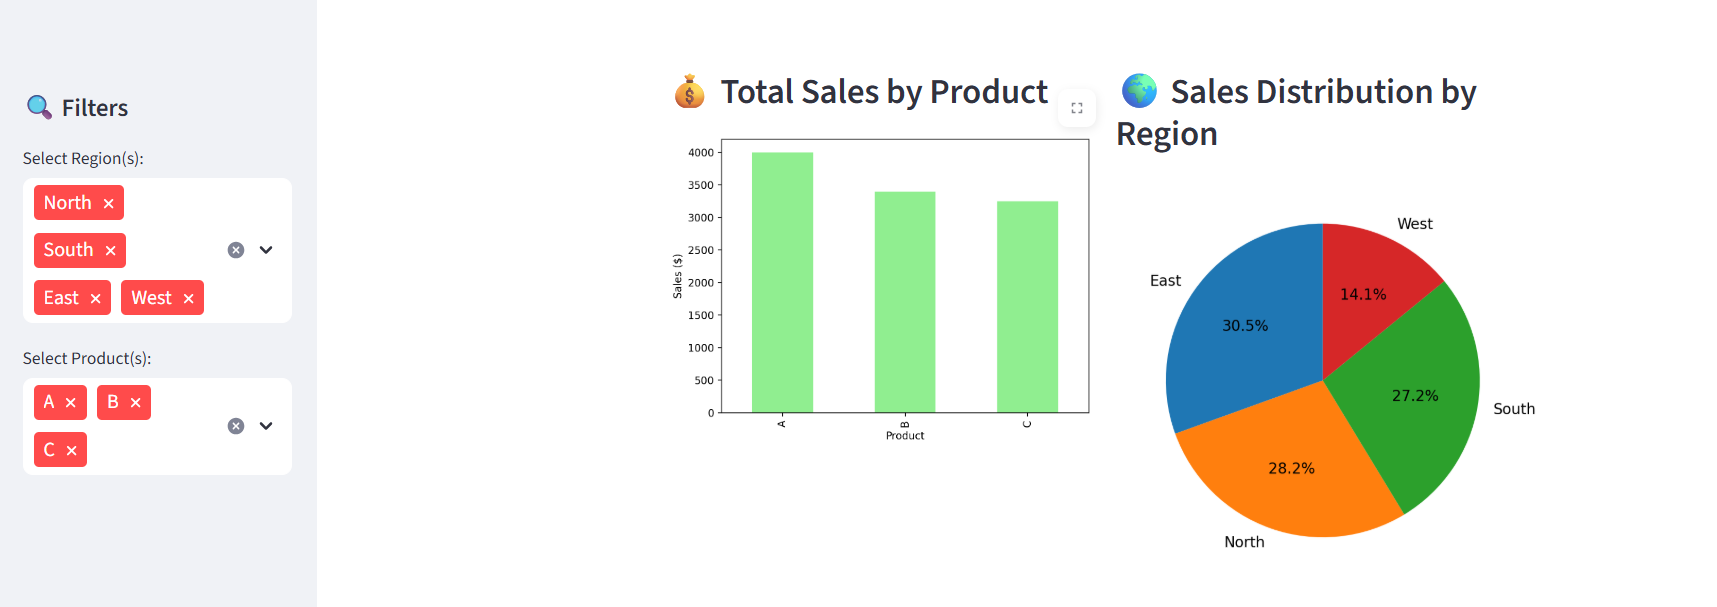 🔍 Filters
Select Region(s):
North ×
South ×
East × West ×
Select Product(s):
A × B ×
C ×
💰 Total Sales by Product
4000
3500
3000
2500
2000
1500
1000
500
0
Sales ($)
A B C
Product
🌍 Sales Distribution by
Region
West
East
14.1%
30.5%
27.2%
South
28.2%
North